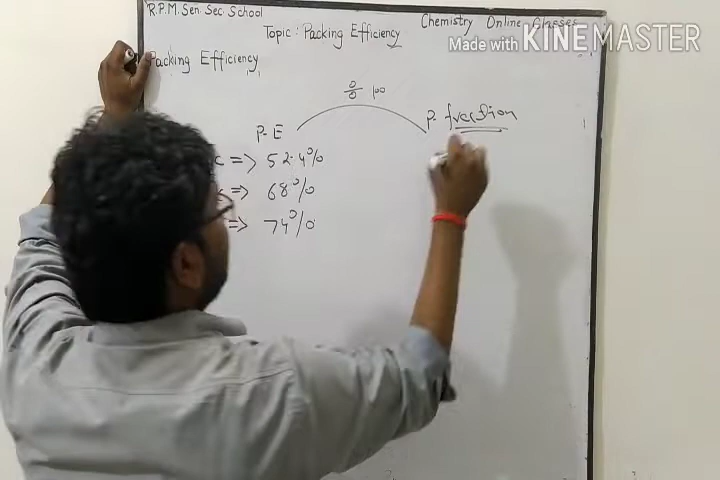 R.P.M. Sen. Sec. School
Chemistry Online Classes
Topic: Packing Efficiency
Made with KINEMASTER
Packing Efficiency
÷ 100
P. fraction
P-E
c => 52.4%
=> 68%
=> 74%